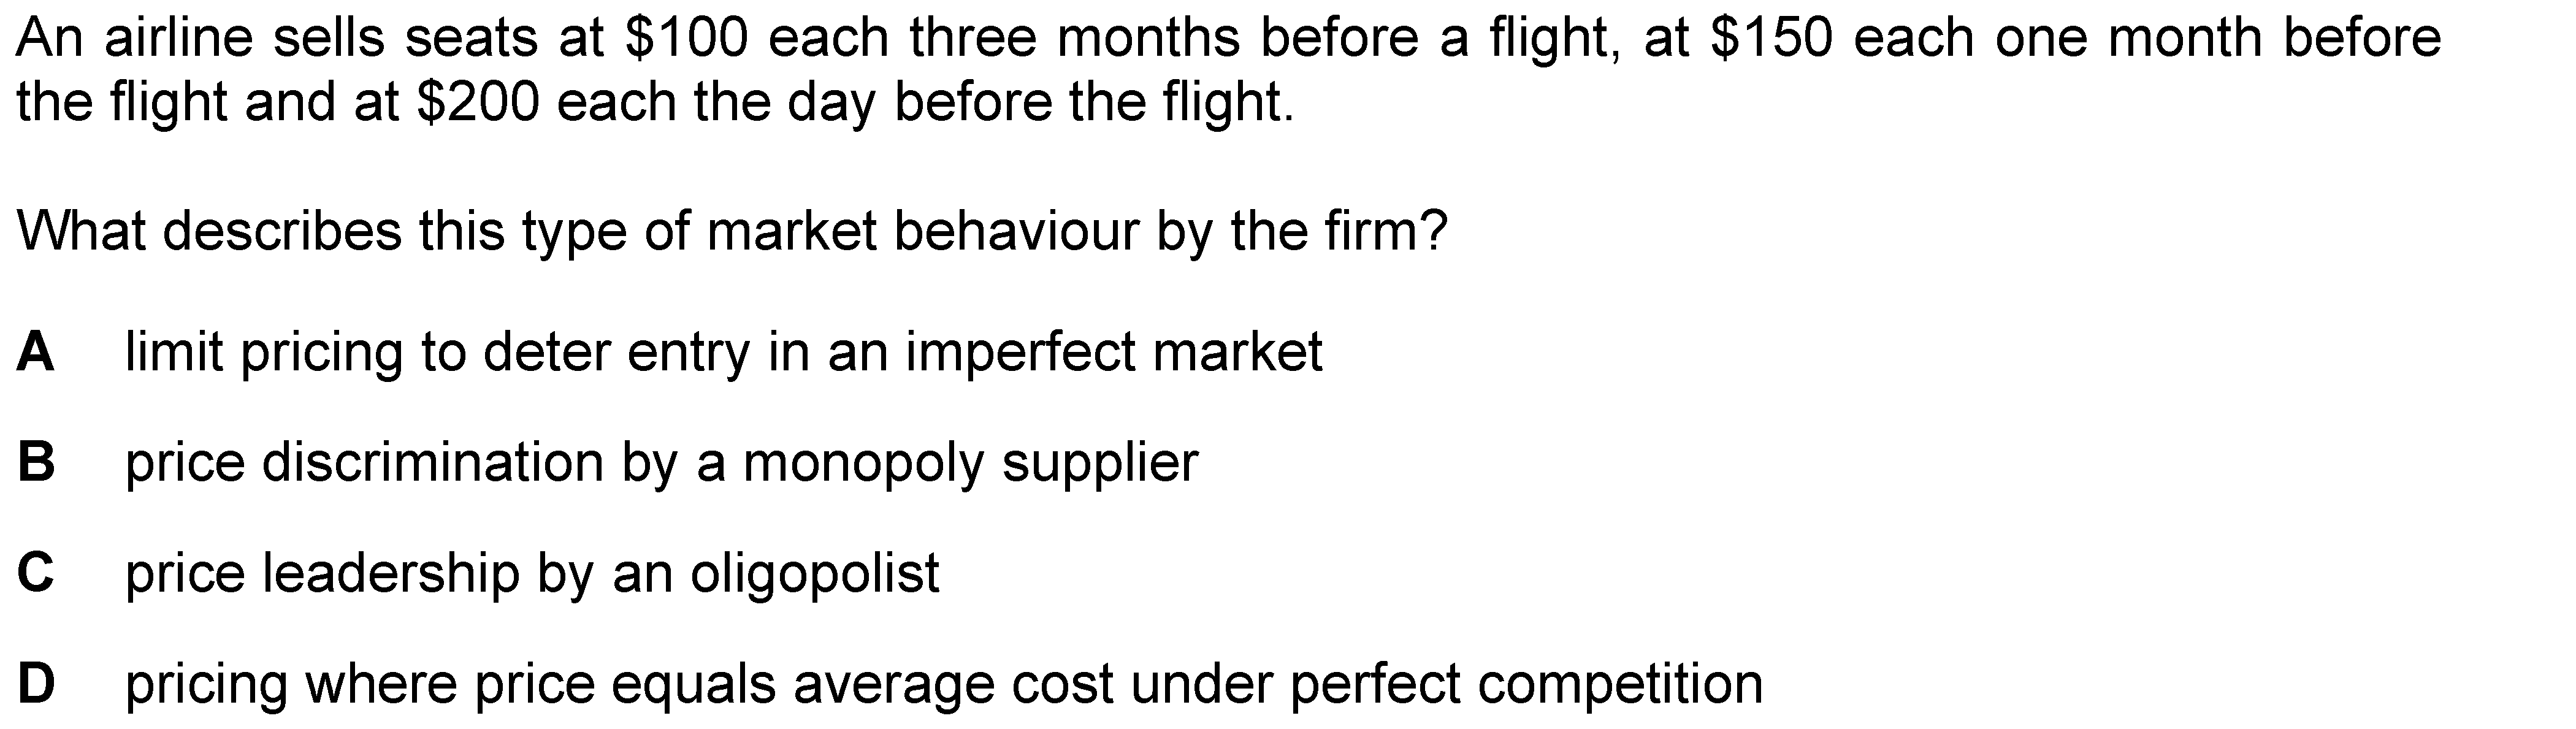 An airline sells seats at $100 each three months before a flight, at $150 each one month before
the flight and at $200 each the day before the flight.
What describes this type of market behaviour by the firm?
A limit pricing to deter entry in an imperfect market
B price discrimination by a monopoly supplier
C price leadership by an oligopolist
D pricing where price equals average cost under perfect competition